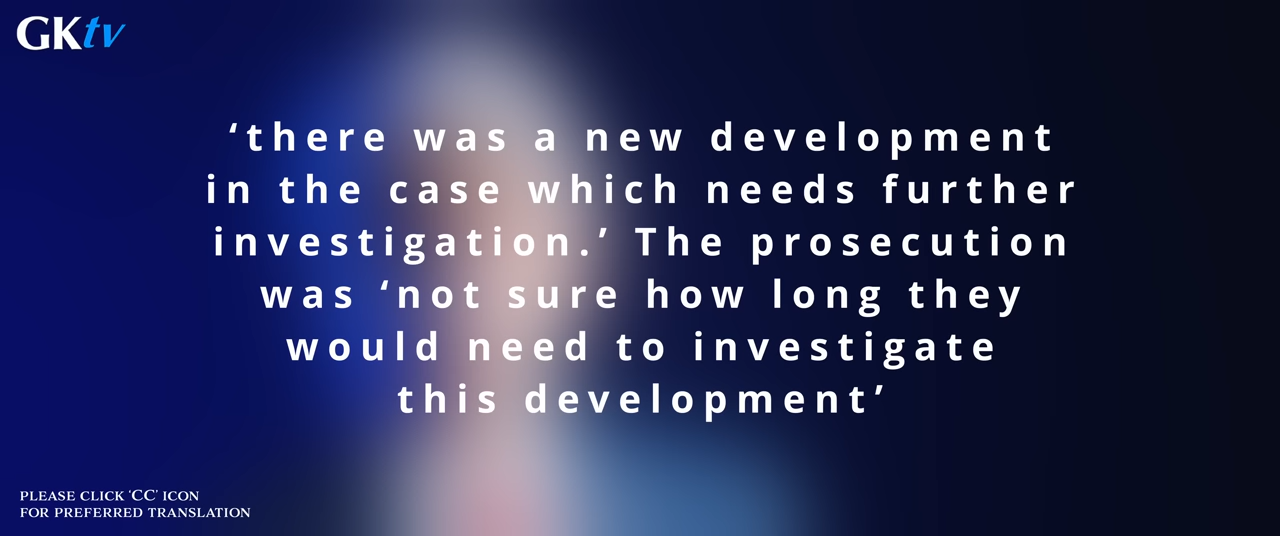 GKtv
‘there was a new development
in the case which needs further
investigation.’ The prosecution
was ‘not sure how long they
would need to investigate
this development’
PLEASE CLICK ‘CC’ ICON
FOR PREFERRED TRANSLATION